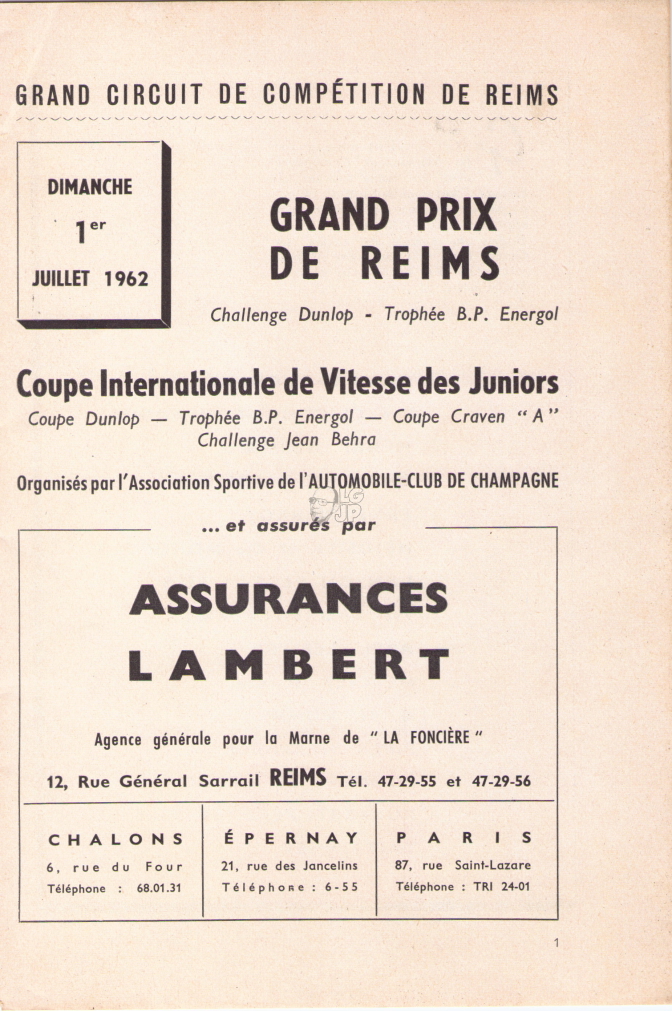 GRAND CIRCUIT DE COMPÉTITION DE REIMS
DIMANCHE
1er
JUILLET 1962
GRAND PRIX
DE REIMS
Challenge Dunlop - Trophée B.P. Energol
Coupe Internationale de Vitesse des Juniors
Coupe Dunlop — Trophée B.P. Energol — Coupe Craven "A"
Challenge Jean Behra
Organisés par l'Association Sportive de l'AUTOMOBILE-CLUB DE CHAMPAGNE
LG
JP
... et assurés par
ASSURANCES
LAMBERT
Agence générale pour la Marne de "LA FONCIÈRE"
12, Rue Général Sarrail REIMS Tél. 47-29-55 et 47-29-56
CHALONS
6, rue du Four
Téléphone : 68.01.31
ÉPERNAY
21, rue des Jancelins
Téléphone : 6-55
PARIS
87, rue Saint-Lazare
Téléphone : TRI 24-01
1